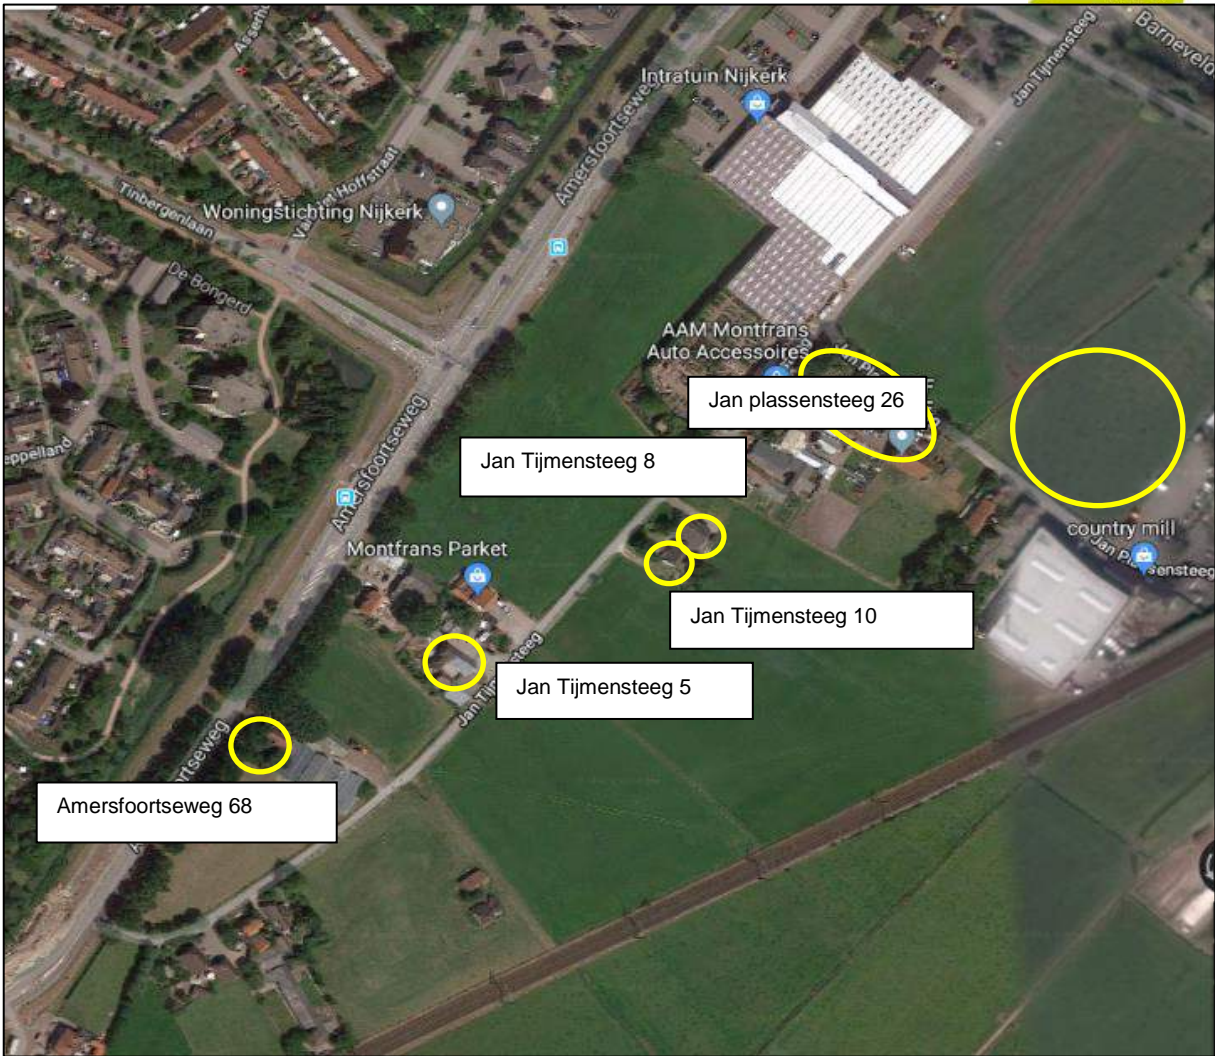 Jan Tijmensteeg
Barneveld
Intratuin Nijkerk
Amersfoortseweg
Tinbergenlaan
Woningstichting Nijkerk
De Bongerd
AAM Montfrans
Auto Accessoires
Jan plassensteeg 26
Jan Tijmensteeg 8
Amersfoortseweg
eppelland
Montfrans Parket
country mill
Jan Tijmensteeg 10
Jan Tijmensteeg 5
Amersfoortseweg 68